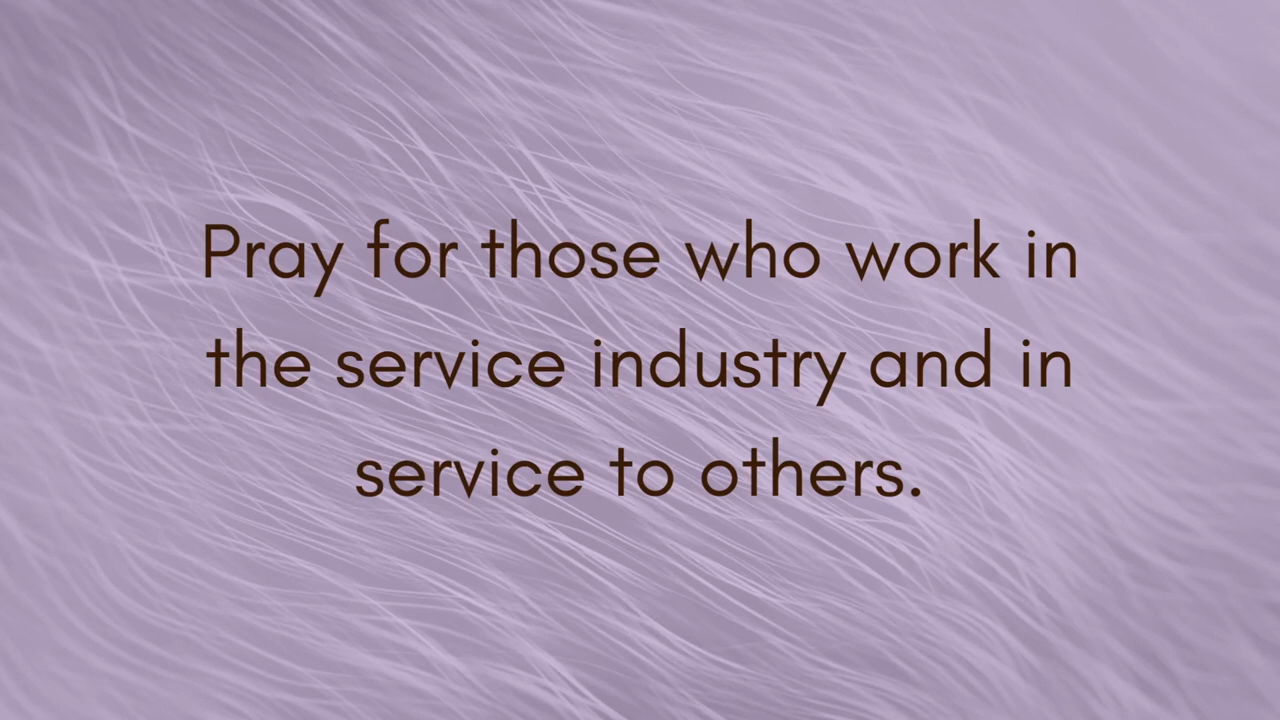 Pray for those who work in
the service industry and in
service to others.